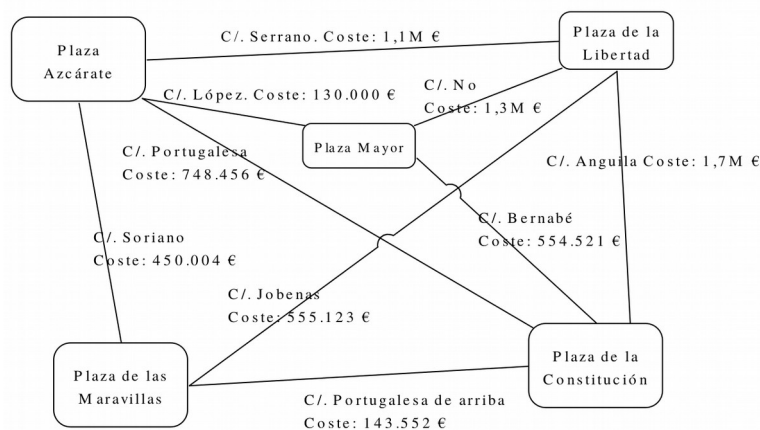 C/. Serrano. Coste: 1,1M €
Plaza
Azcárate
Plaza de la
Libertad
C/. López. Coste: 130.000 €
C/. No
Coste: 1,3M €
Plaza Mayor
C/. Portugalesa
Coste: 748.456 €
C/. Anguila Coste: 1,7M €
C/. Bernabé
Coste: 554.521 €
C/. Soriano
Coste: 450.004 €
C/. Jobenas
Coste: 555.123 €
Plaza de las
Maravillas
Plaza de la
Constitución
C/. Portugalesa de arriba
Coste: 143.552 €